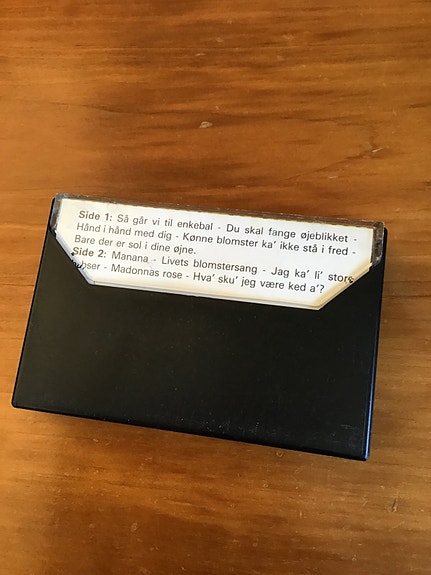 Side 1: Så går vi til enkebal - Du skal fange øjeblikket -
Hånd i hånd med dig - Kønne blomster ka' ikke stå i fred -
Bare der er sol i dine øjne.
Side 2: Manana - Livets blomstersang - Jag ka' li' store
- Madonnas rose - Hva' sku' jeg være ked a'?